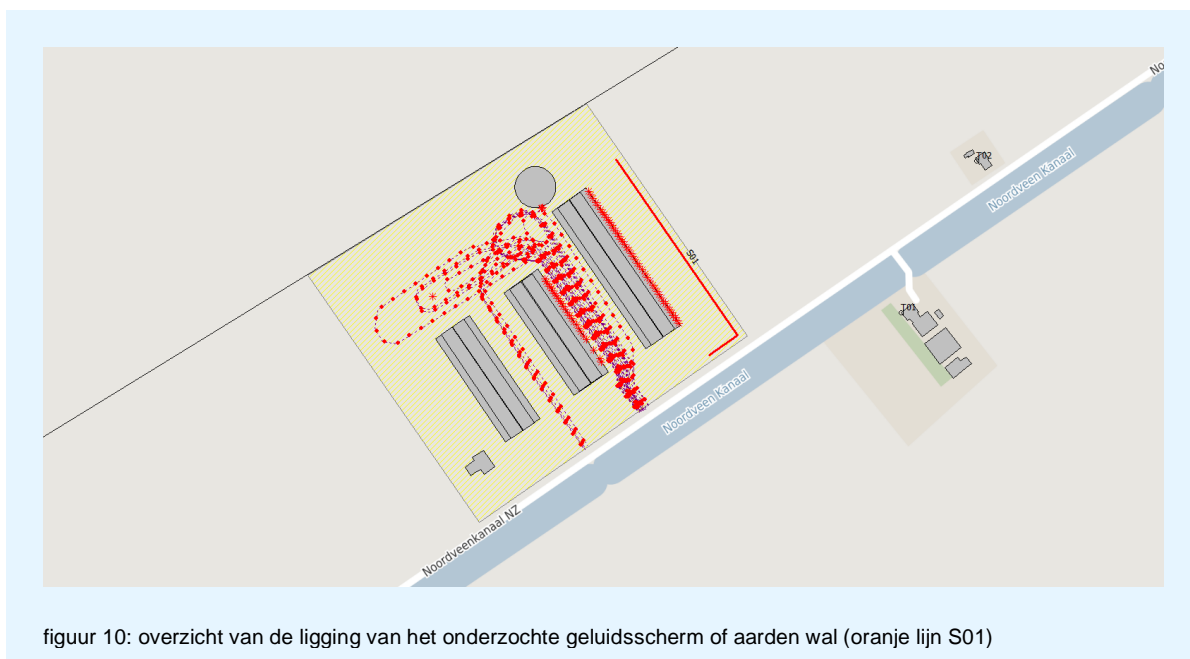 No
T02
Noordveen Kanaal
S01
T01
Noordveen Kanaal
Noordveenkanaal NZ
figuur 10: overzicht van de ligging van het onderzochte geluidsscherm of aarden wal (oranje lijn S01)